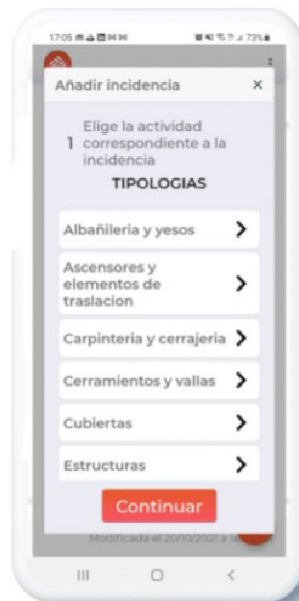 17:05
73%
Añadir incidencia ×
Elige la actividad
1 correspondiente a la
incidencia
TIPOLOGIAS
Albañileria y yesos
Ascensores y
elementos de
traslacion
Carpinteria y cerrajeria
Cerramientos y vallas
Cubiertas
Estructuras
Continuar
Modificada el 20/10/2021 a la